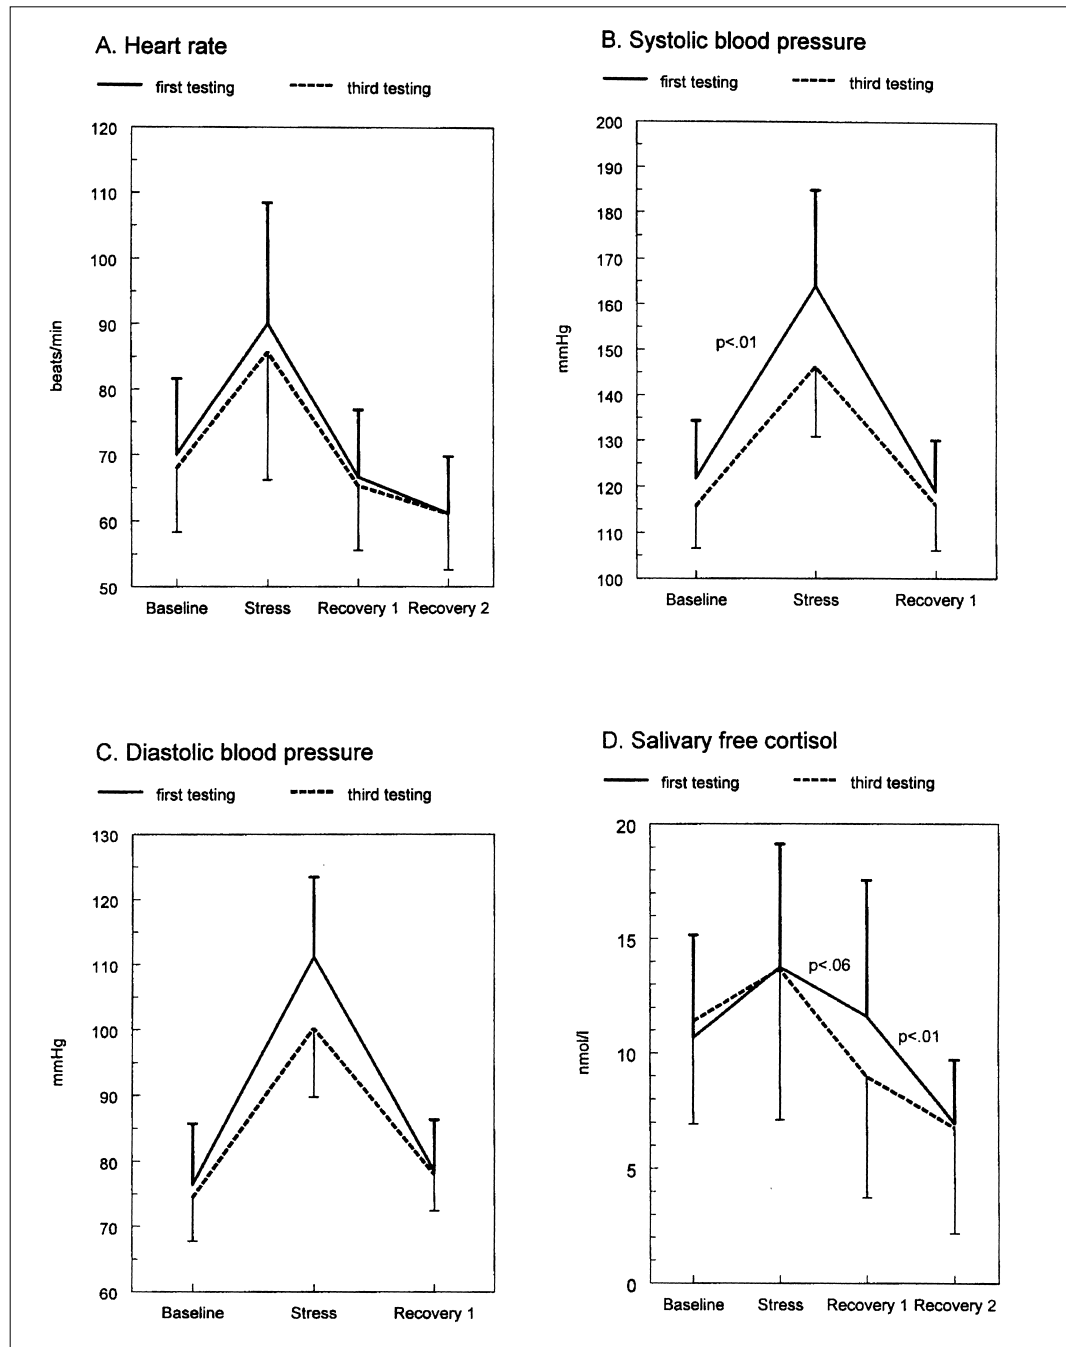 A. Heart rate
first testing third testing
120
110
100
90
80
70
60
50
beats/min
Baseline Stress Recovery 1 Recovery 2
B. Systolic blood pressure
first testing third testing
200
190
180
170
160
150
140
130
120
110
100
mmHg
p<.01
Baseline Stress Recovery 1
C. Diastolic blood pressure
first testing third testing
130
120
110
100
90
80
70
60
mmHg
Baseline Stress Recovery 1
D. Salivary free cortisol
first testing third testing
20
15
10
5
0
nmol/l
p<.06
p<.01
Baseline Stress Recovery 1 Recovery 2